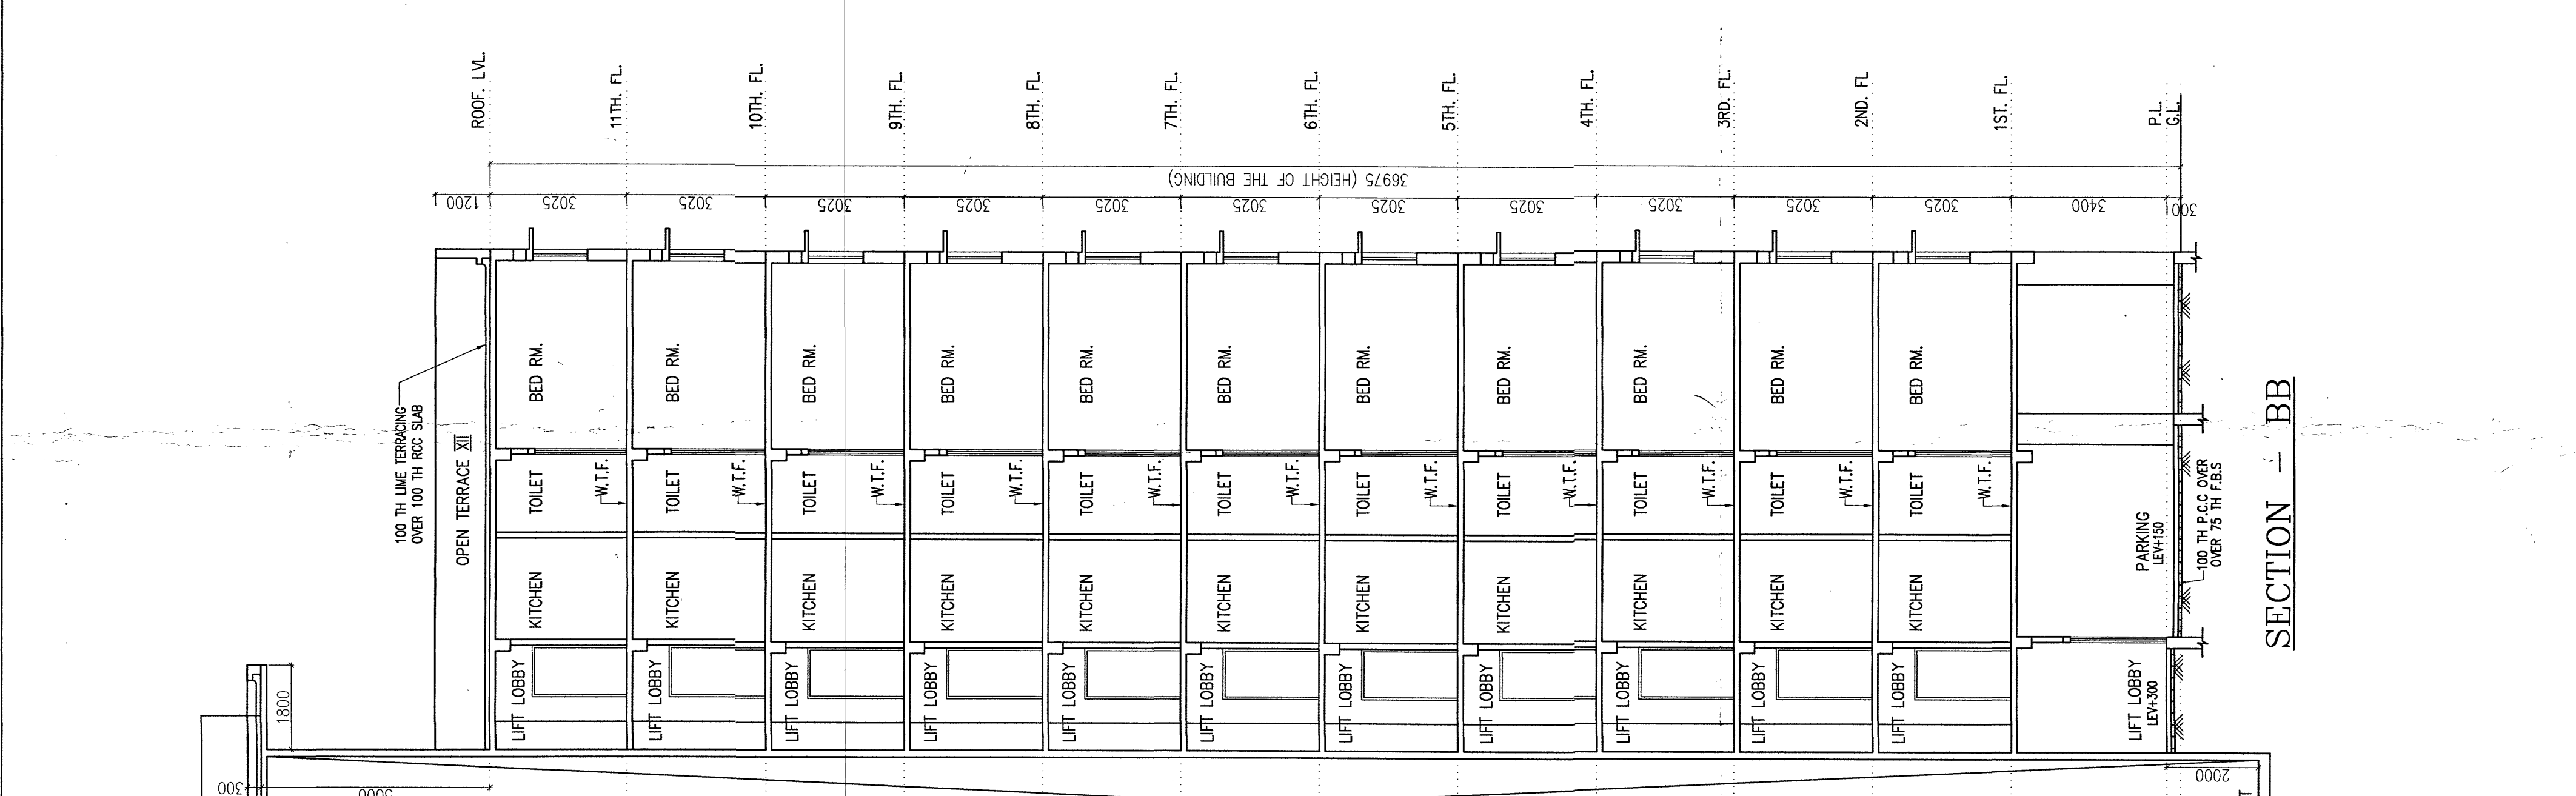 ROOF. LVL.
11TH. FL.
10TH. FL.
9TH. FL.
8TH. FL.
7TH. FL.
6TH. FL.
5TH. FL.
4TH. FL.
3RD. FL.
2ND. FL
1ST. FL.
P.L.
G.L.
36975 (HEIGHT OF THE BUILDING)
1200
3025
3025
3025
3025
3025
3025
3025
3025
3025
3025
3025
3400
300
100 TH LIME TERRACING
OVER 100 TH RCC SLAB
OPEN TERRACE XII
BED RM.
BED RM.
BED RM.
BED RM.
BED RM.
BED RM.
BED RM.
BED RM.
BED RM.
BED RM.
BED RM.
TOILET
W.T.F.
TOILET
W.T.F.
TOILET
W.T.F.
TOILET
W.T.F.
TOILET
W.T.F.
TOILET
W.T.F.
TOILET
W.T.F.
TOILET
W.T.F.
TOILET
W.T.F.
TOILET
W.T.F.
TOILET
W.T.F.
KITCHEN
KITCHEN
KITCHEN
KITCHEN
KITCHEN
KITCHEN
KITCHEN
KITCHEN
KITCHEN
KITCHEN
KITCHEN
PARKING
LEV+150
100 TH P.C.C OVER
OVER 75 TH F.B.S
LIFT LOBBY
LIFT LOBBY
LIFT LOBBY
LIFT LOBBY
LIFT LOBBY
LIFT LOBBY
LIFT LOBBY
LIFT LOBBY
LIFT LOBBY
LIFT LOBBY
LIFT LOBBY
LIFT LOBBY
LEV+300
1800
300
2000
SECTION - BB